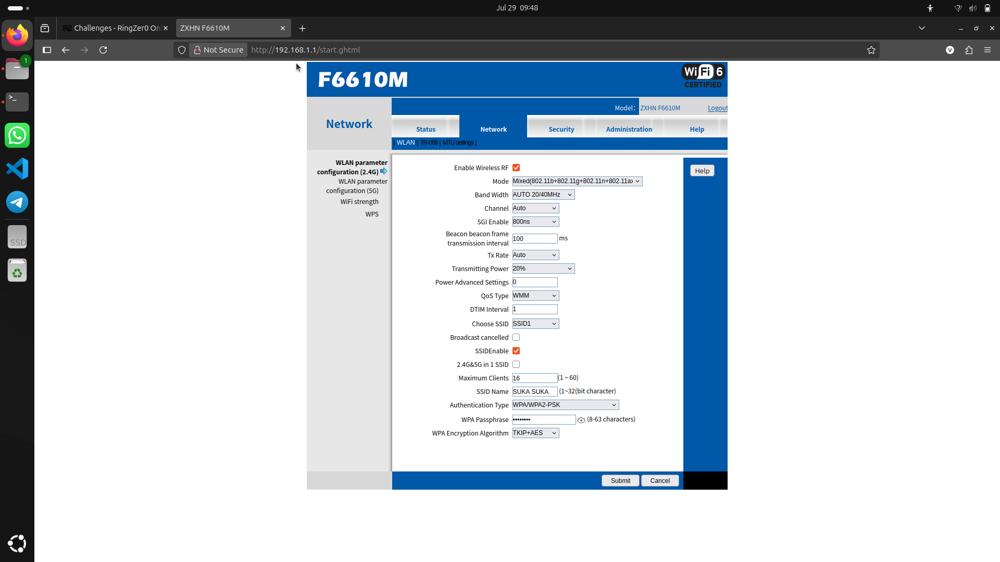 Jul 29 09:48
Challenges - RingZer0 On
ZXHN F6610M
Not Secure http://192.168.1.1/start.ghtml
V
1
>_
SSD
F6610M
WiFi 6
CERTIFIED
Model: ZXHN F6610M Logout
Network
Status Network Security Administration Help
| WLAN | TR-069 | MTU settings |
WLAN parameter
configuration (2.4G)
WLAN parameter
configuration (5G)
WiFi strength
WPS
Enable Wireless RF
Mode Mixed(802.11b+802.11g+802.11n+802.11ax)
Band Width AUTO 20/40MHz
Channel Auto
SGI Enable 800ns
Beacon beacon frame
transmission interval 100 ms
Tx Rate Auto
Transmitting Power 20%
Power Advanced Settings 0
QoS Type WMM
DTIM Interval 1
Choose SSID SSID1
Broadcast cancelled
SSIDEnable
2.4G&5G in 1 SSID
Maximum Clients 16 (1 ~ 60)
SSID Name SUKA SUKA (1~32(bit character)
Authentication Type WPA/WPA2-PSK
WPA Passphrase •••••••• (8-63 characters)
WPA Encryption Algorithm TKIP+AES
Help
Submit Cancel